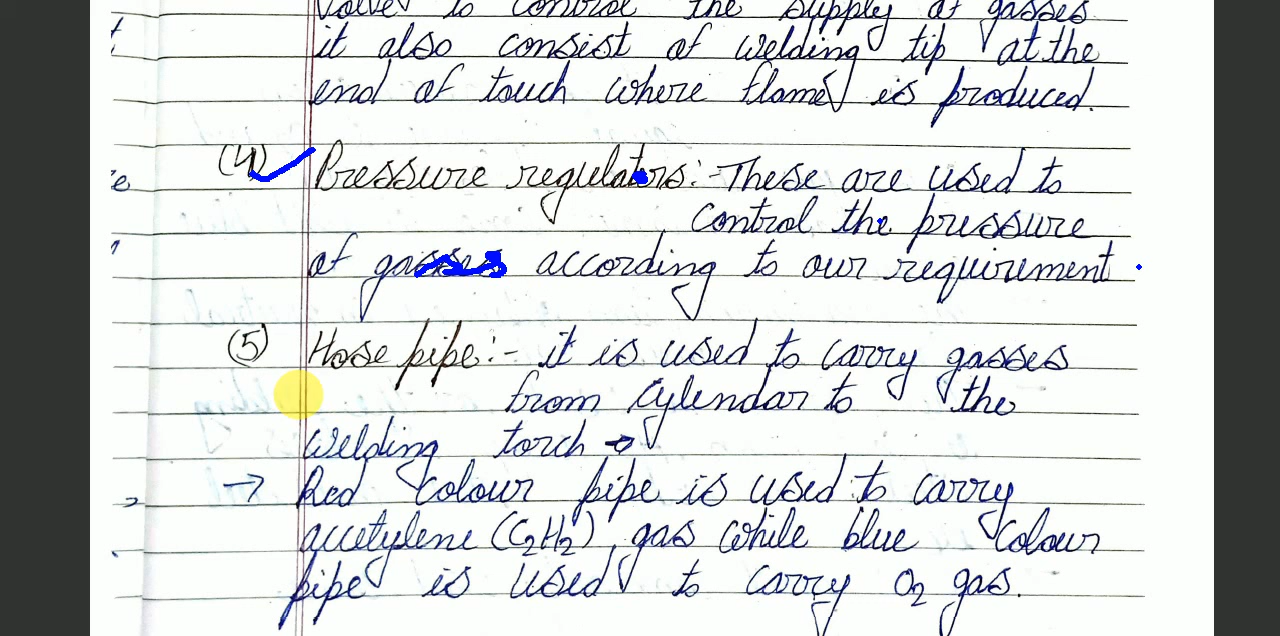 valve to control the supply of gasses
it also consist of welding tip at the
end of touch where flame is produced.
(4) Pressure regulators:- These are used to
control the pressure
of gasses according to our requirement.
(5) Hose pipe:- it is used to carry gasses
from Cylendar to the
welding torch
→ Red colour pipe is used to carry
accetylene (C2H2) gas while blue colour
pipe is used to carry O2 gas.